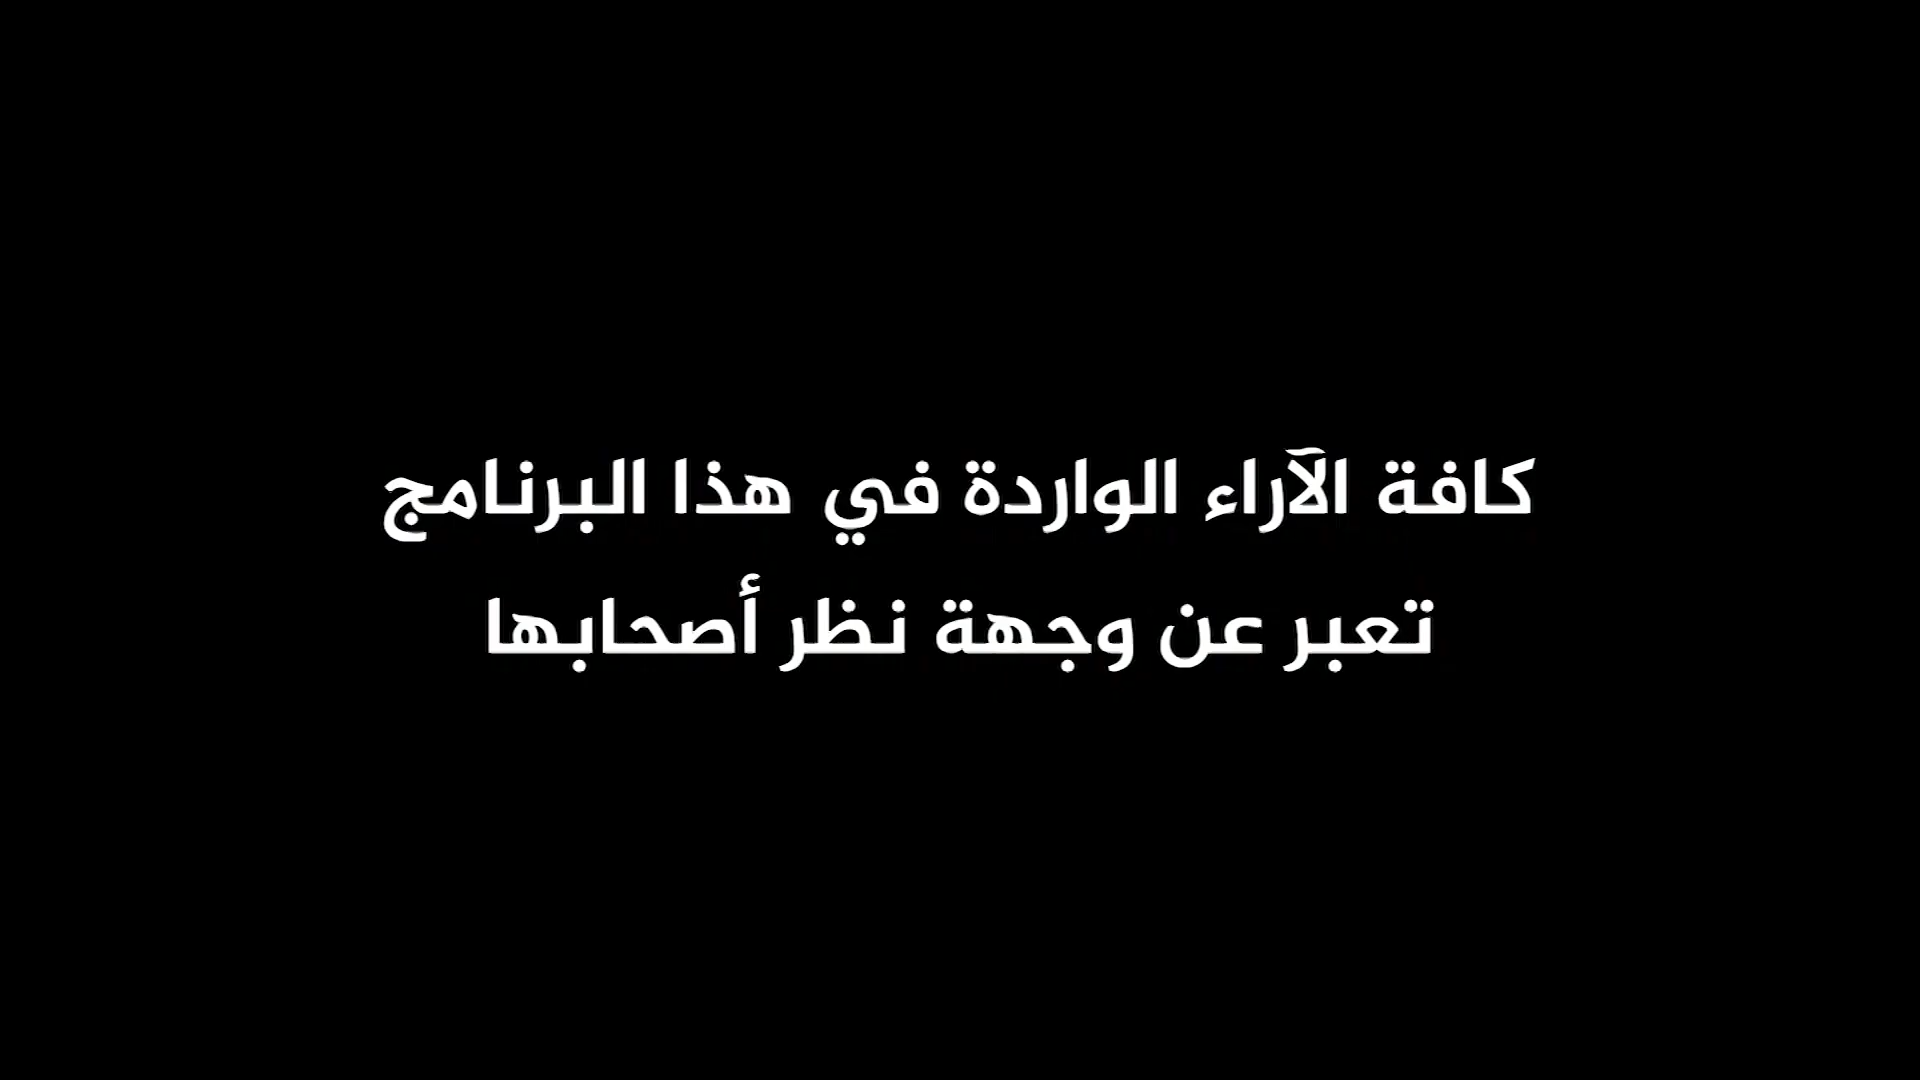 كافة الآراء الواردة في هذا البرنامج
تعبر عن وجهة نظر أصحابها